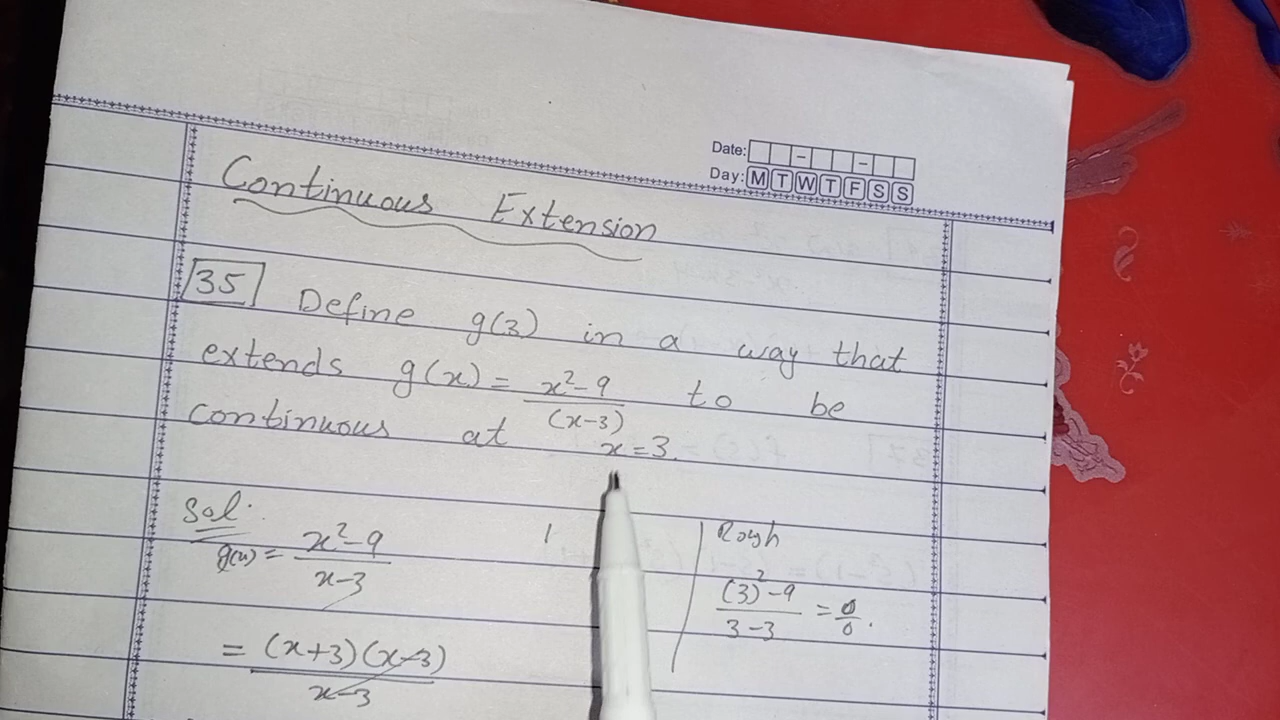 Date:
Day: M T W T F S S
Continuous Extension
35 Define g(3) in a way that
extends g(x) = x²-9/(x-3) to be
continuous at x=3.
Sol.
g(x) = x²-9/x-3
= (x+3)(x-3)/x-3
Rough
(3)²-9/3-3 = 0/0.